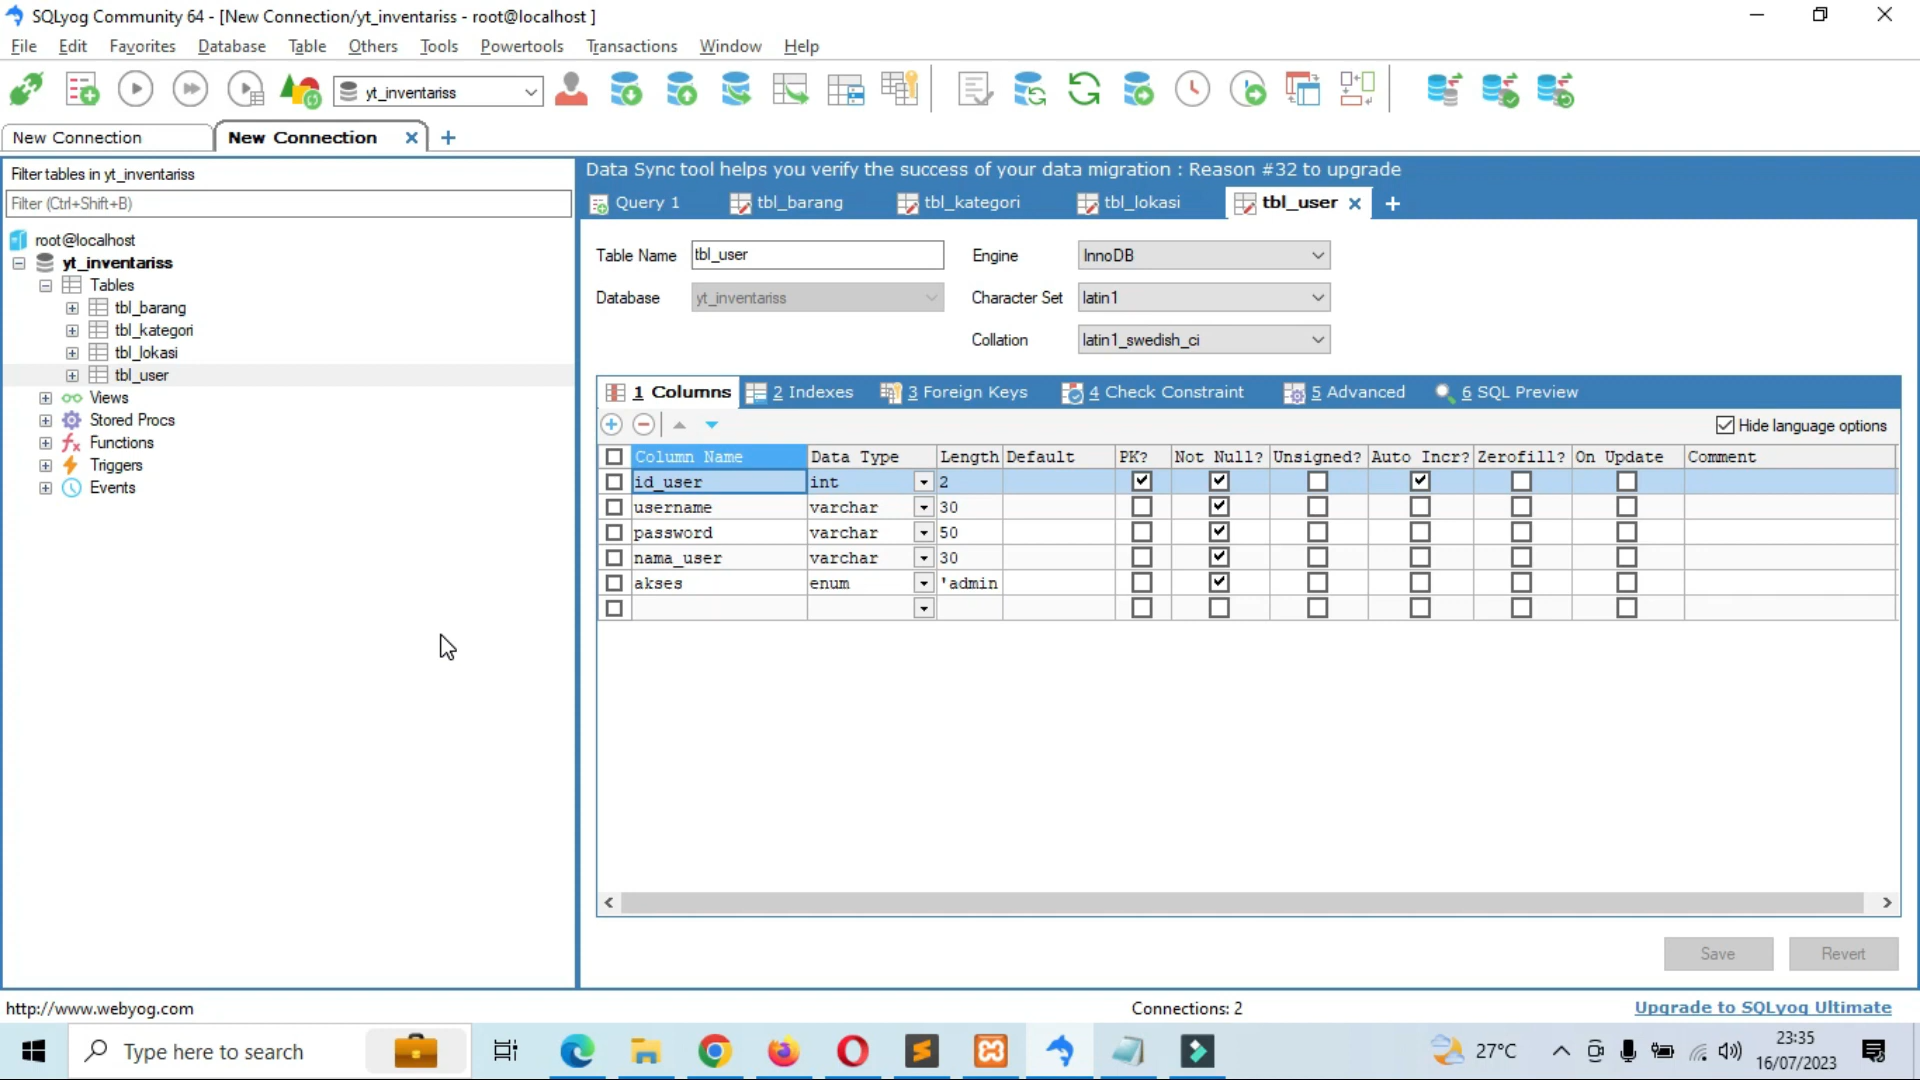 SQLyog Community 64 - [New Connection/yt_inventariss - root@localhost ]
File Edit Favorites Database Table Others Tools Powertools Transactions Window Help
yt_inventariss
New Connection New Connection
Filter tables in yt_inventariss
Filter (Ctrl+Shift+B)
root@localhost
yt_inventariss
Tables
tbl_barang
tbl_kategori
tbl_lokasi
tbl_user
Views
Stored Procs
Functions
Triggers
Events
Data Sync tool helps you verify the success of your data migration : Reason #32 to upgrade
Query 1 tbl_barang tbl_kategori tbl_lokasi tbl_user
Table Name tbl_user Engine InnoDB
Database yt_inventariss Character Set latin1
Collation latin1_swedish_ci
1 Columns 2 Indexes 3 Foreign Keys 4 Check Constraint 5 Advanced 6 SQL Preview
Hide language options
Column Name Data Type Length Default PK? Not Null? Unsigned? Auto Incr? Zerofill? On Update Comment
id_user int 2
username varchar 30
password varchar 50
nama_user varchar 30
akses enum 'admin
Save Revert
http://www.webyog.com Connections: 2 Upgrade to SQLyog Ultimate
Type here to search 27°C 23:35
16/07/2023